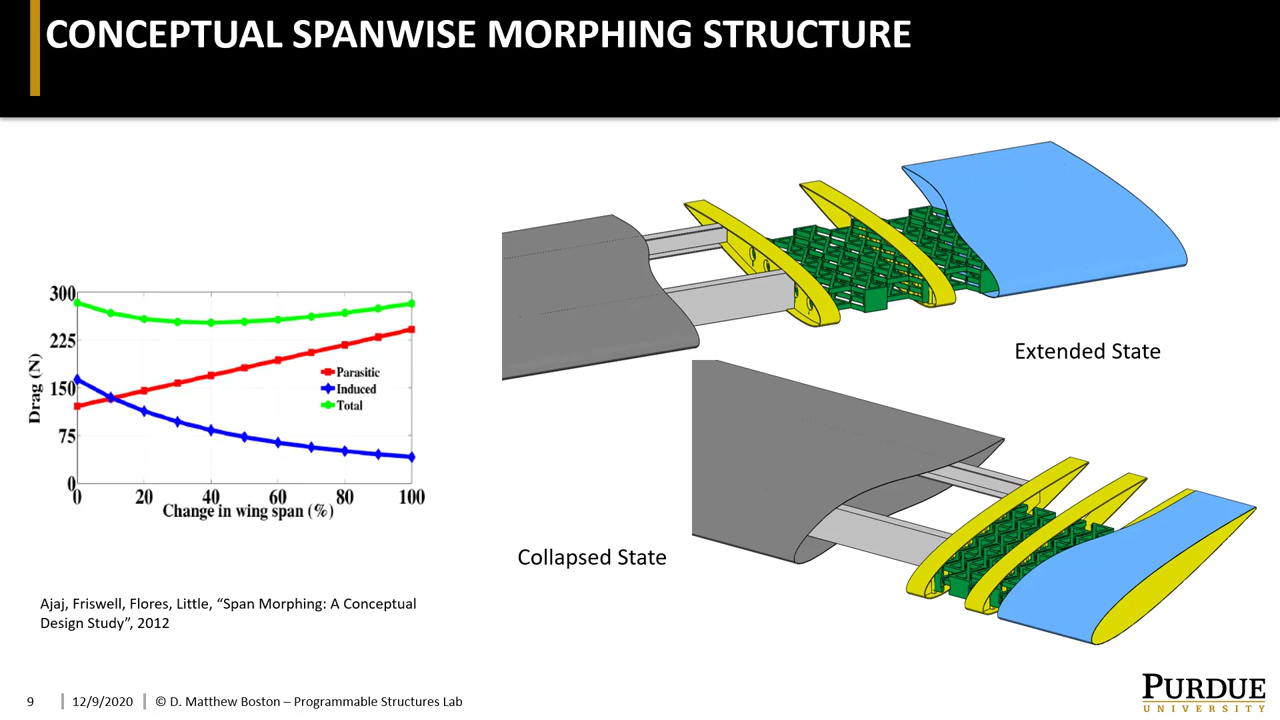 CONCEPTUAL SPANWISE MORPHING STRUCTURE
300
225
150
75
0
Drag (N)
Parasitic
Induced
Total
0 20 40 60 80 100
Change in wing span (%)
Extended State
Collapsed State
Ajaj, Friswell, Flores, Little, “Span Morphing: A Conceptual
Design Study”, 2012
9 12/9/2020 © D. Matthew Boston – Programmable Structures Lab
PURDUE
UNIVERSITY